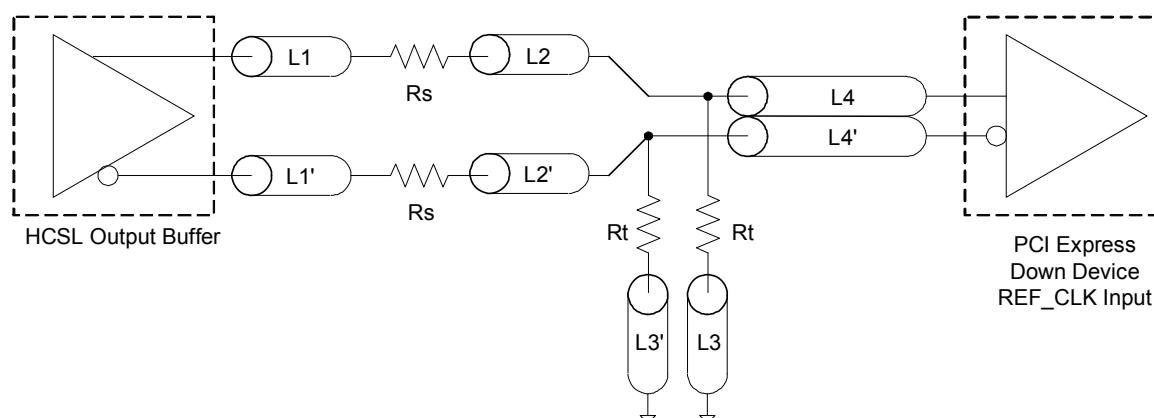 L1
Rs
L2
L4
L4'
L1'
Rs
L2'
HCSL Output Buffer
Rt
Rt
L3'
L3
PCI Express
Down Device
REF_CLK Input